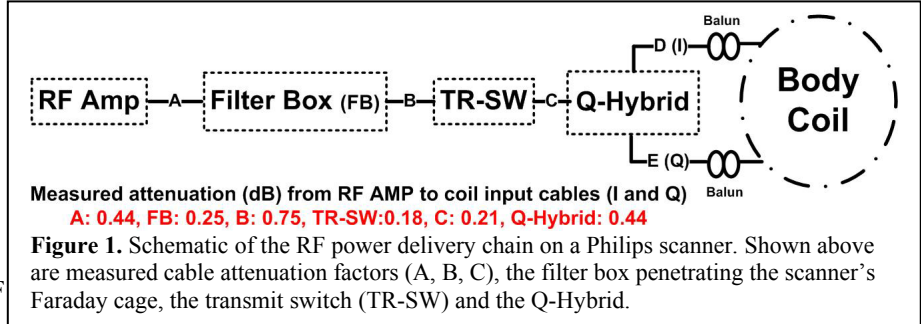 Balun
D (I)
RF Amp A Filter Box (FB) B TR-SW C Q-Hybrid
Body
Coil
E (Q)
Balun
Measured attenuation (dB) from RF AMP to coil input cables (I and Q)
A: 0.44, FB: 0.25, B: 0.75, TR-SW:0.18, C: 0.21, Q-Hybrid: 0.44
Figure 1. Schematic of the RF power delivery chain on a Philips scanner. Shown above
are measured cable attenuation factors (A, B, C), the filter box penetrating the scanner's
Faraday cage, the transmit switch (TR-SW) and the Q-Hybrid.